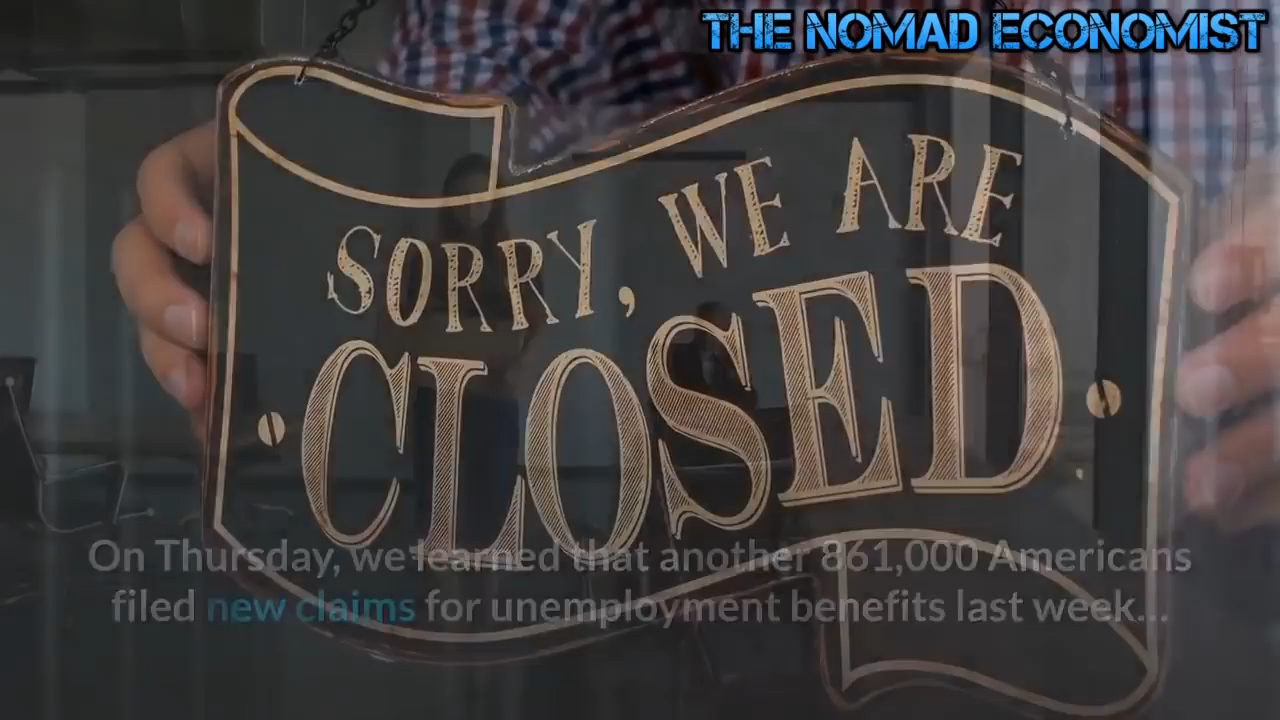 THE NOMAD ECONOMIST
SORRY, WE ARE
CLOSED
On Thursday, we learned that another 861,000 Americans
filed new claims for unemployment benefits last week...